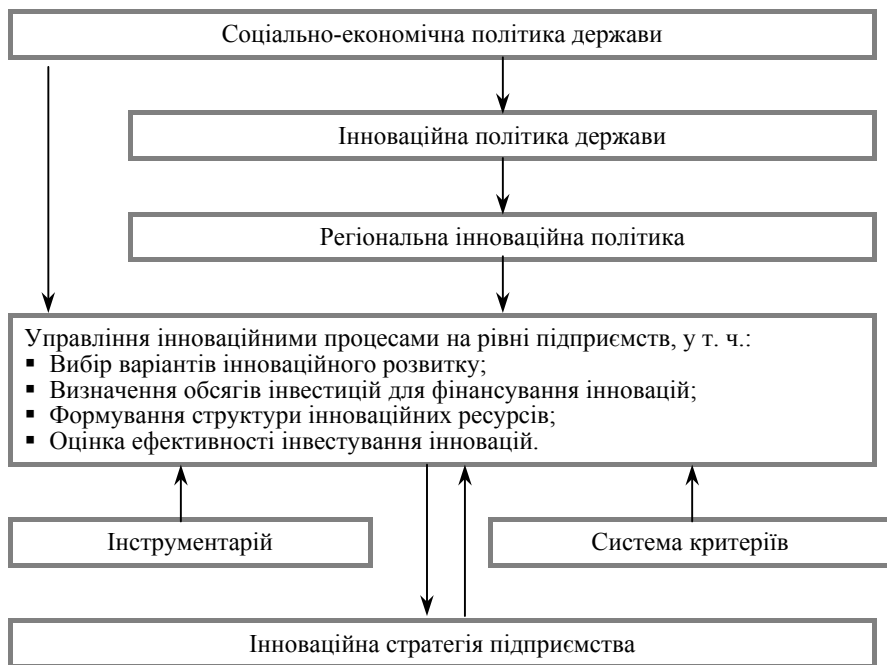 Соціально-економічна політика держави
Інноваційна політика держави
Регіональна інноваційна політика
Управління інноваційними процесами на рівні підприємств, у т. ч.:
▪ Вибір варіантів інноваційного розвитку;
▪ Визначення обсягів інвестицій для фінансування інновацій;
▪ Формування структури інноваційних ресурсів;
▪ Оцінка ефективності інвестування інновацій.
Інструментарій
Система критеріїв
Інноваційна стратегія підприємства